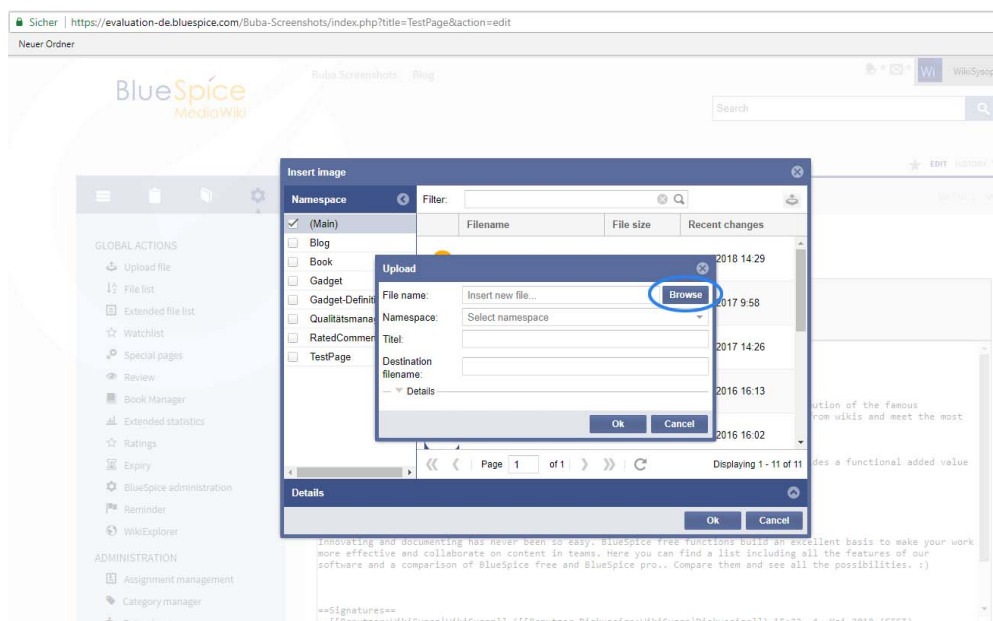 Sicher | https://evaluation-de.bluespice.com/Buba-Screenshots/index.php?title=TestPage&action=edit
Neuer Ordner
BlueSpice
MediaWiki
Buba Screenshots Blog
Wi WikiSysop
Search
EDIT HISTORY
Insert image
Namespace
Filter:
(Main)
Filename File size Recent changes
Blog
Book
Gadget
Gadget-Definiti
Qualitätsmanag
RatedCommen
TestPage
2018 14:29
2017 9:58
2017 14:26
2016 16:13
2016 16:02
Upload
File name: Insert new file... Browse
Namespace: Select namespace
Titel:
Destination
filename:
Details
Ok Cancel
Page 1 of 1 Displaying 1 - 11 of 11
Details
Ok Cancel
GLOBAL ACTIONS
Upload file
File list
Extended file list
Watchlist
Special pages
Review
Book Manager
Extended statistics
Ratings
Expiry
BlueSpice administration
Reminder
WikiExplorer
ADMINISTRATION
Assignment management
Category manager
ution of the famous
from wikis and meet the most
des a functional added value
Innovating and documenting has never been so easy. BlueSpice free functions build an excellent basis to make your work
more effective and collaborate on content in teams. Here you can find a list including all the features of our
software and a comparison of BlueSpice free and BlueSpice pro.. Compare them and see all the possibilities. :)
==Signatures==